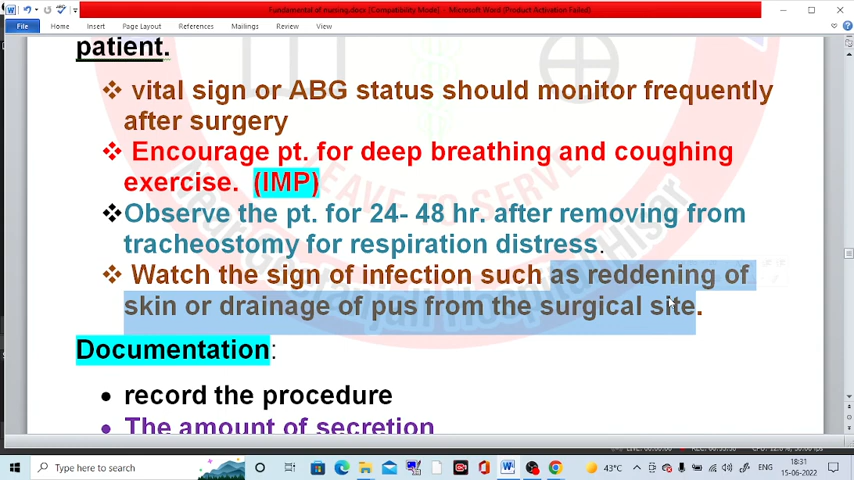 Fundamental of nursing.docx [Compatibility Mode] - Microsoft Word (Product Activation Failed)
File Home Insert Page Layout References Mailings Review View
patient.
❖ vital sign or ABG status should monitor frequently
after surgery
❖ Encourage pt. for deep breathing and coughing
exercise. (IMP)
❖Observe the pt. for 24- 48 hr. after removing from
tracheostomy for respiration distress.
❖ Watch the sign of infection such as reddening of
skin or drainage of pus from the surgical site.
Documentation:
• record the procedure
• The amount of secretion
Type here to search
43°C
ENG
18:31
15-06-2022
LEAVE TO SERVE